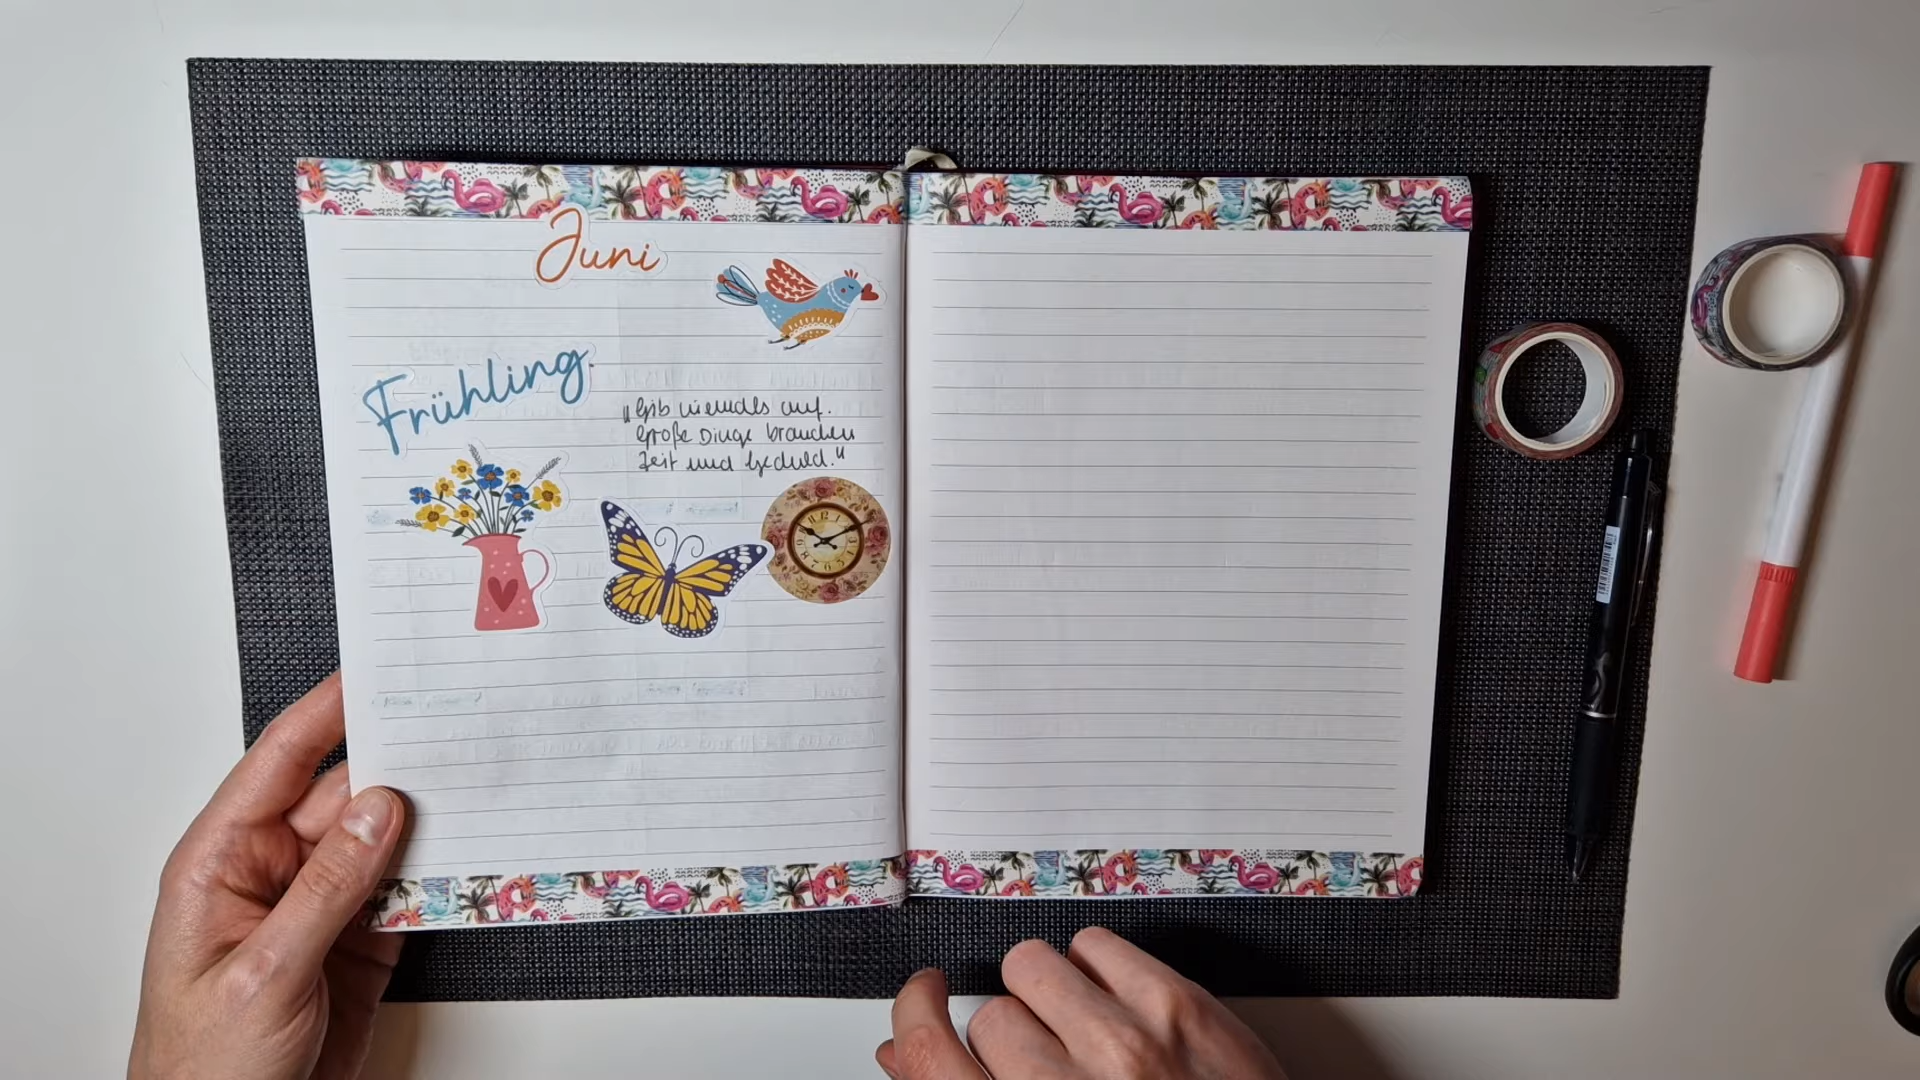 Juni
Frühling
„Gib niemals auf.
Große Dinge brauchen
Zeit und Geduld."